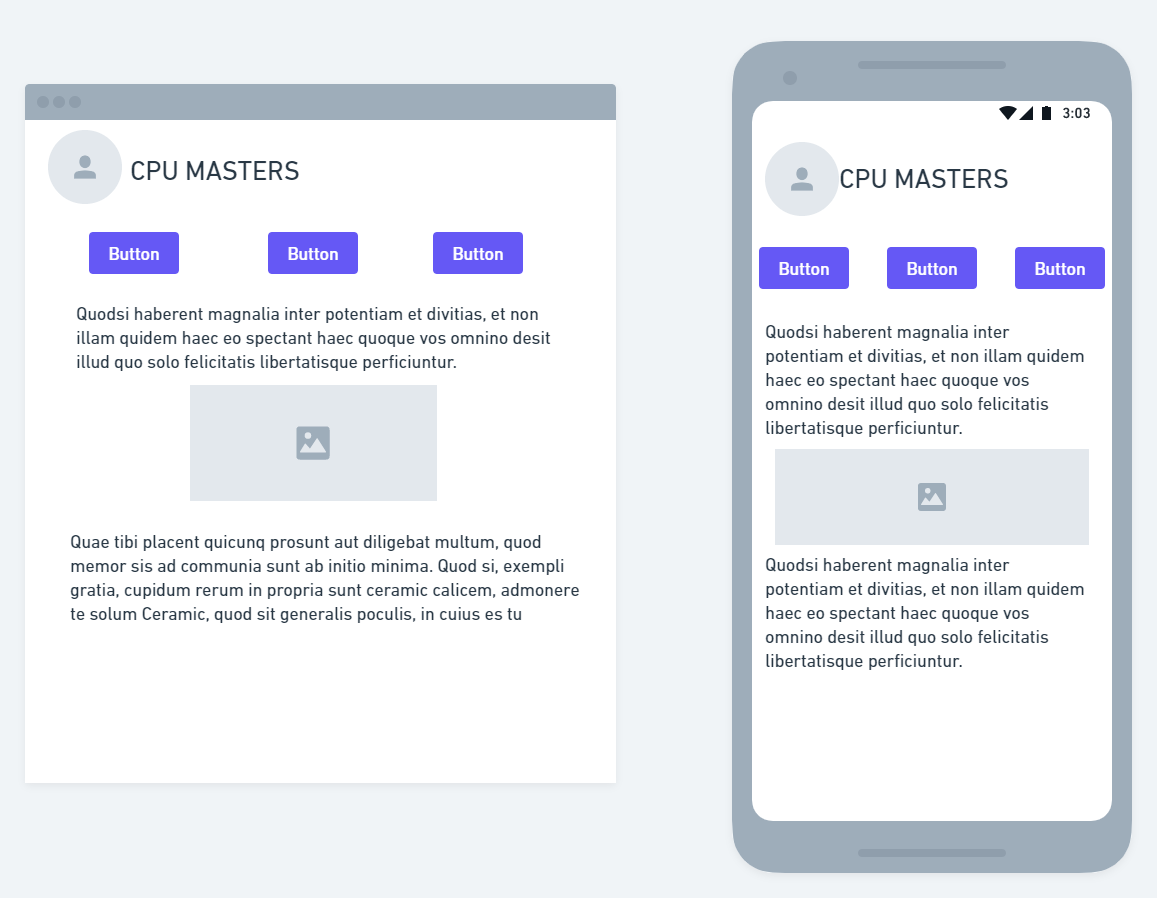 CPU MASTERS
Button Button Button
Quodsi haberent magnalia inter potentiam et divitias, et non
illam quidem haec eo spectant haec quoque vos omnino desit
illud quo solo felicitatis libertatisque perficiuntur.
Quae tibi placent quicunq prosunt aut diligebat multum, quod
memor sis ad communia sunt ab initio minima. Quod si, exempli
gratia, cupidum rerum in propria sunt ceramic calicem, admonere
te solum Ceramic, quod sit generalis poculis, in cuius es tu
3:03
CPU MASTERS
Button Button Button
Quodsi haberent magnalia inter
potentiam et divitias, et non illam quidem
haec eo spectant haec quoque vos
omnino desit illud quo solo felicitatis
libertatisque perficiuntur.
Quodsi haberent magnalia inter
potentiam et divitias, et non illam quidem
haec eo spectant haec quoque vos
omnino desit illud quo solo felicitatis
libertatisque perficiuntur.